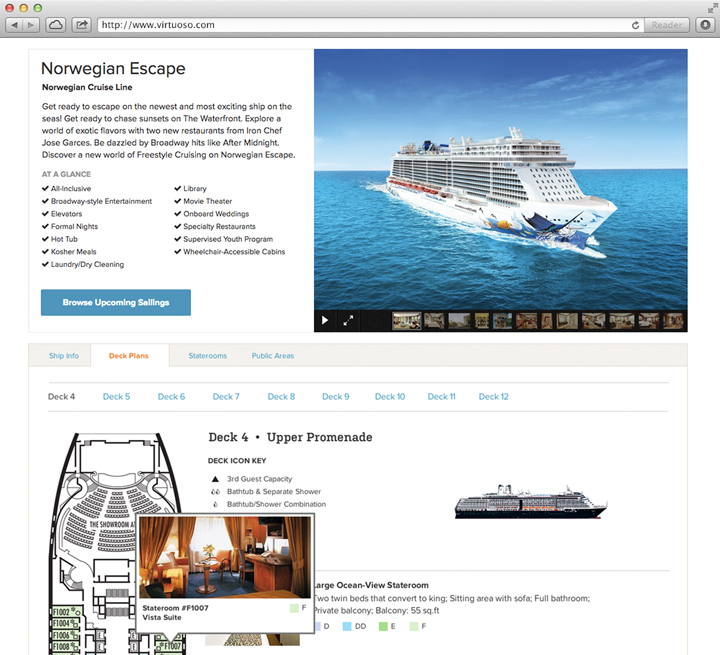 http://www.virtuoso.com
Reader
Norwegian Escape
Norwegian Cruise Line
Get ready to escape on the newest and most exciting ship on the
seas! Get ready to chase sunsets on The Waterfront. Explore a
world of exotic flavors with two new restaurants from Iron Chef
Jose Garces. Be dazzled by Broadway hits like After Midnight.
Discover a new world of Freestyle Cruising on Norwegian Escape.
AT A GLANCE
All-Inclusive
Broadway-style Entertainment
Elevators
Formal Nights
Hot Tub
Kosher Meals
Laundry/Dry Cleaning
Library
Movie Theater
Onboard Weddings
Specialty Restaurants
Supervised Youth Program
Wheelchair-Accessible Cabins
Browse Upcoming Sailings
Ship Info Deck Plans Staterooms Public Areas
Deck 4 Deck 5 Deck 6 Deck 7 Deck 8 Deck 9 Deck 10 Deck 11 Deck 12
Deck 4 • Upper Promenade
DECK ICON KEY
3rd Guest Capacity
Bathtub & Separate Shower
Bathtub/Shower Combination
THE SHOWROOM AT
Stateroom #F1007 F
Vista Suite
Large Ocean-View Stateroom
Two twin beds that convert to king; Sitting area with sofa; Full bathroom;
Private balcony; Balcony: 55 sq.ft
D DD E F
F1002
F1004
F1006 E E
F1008 F1007